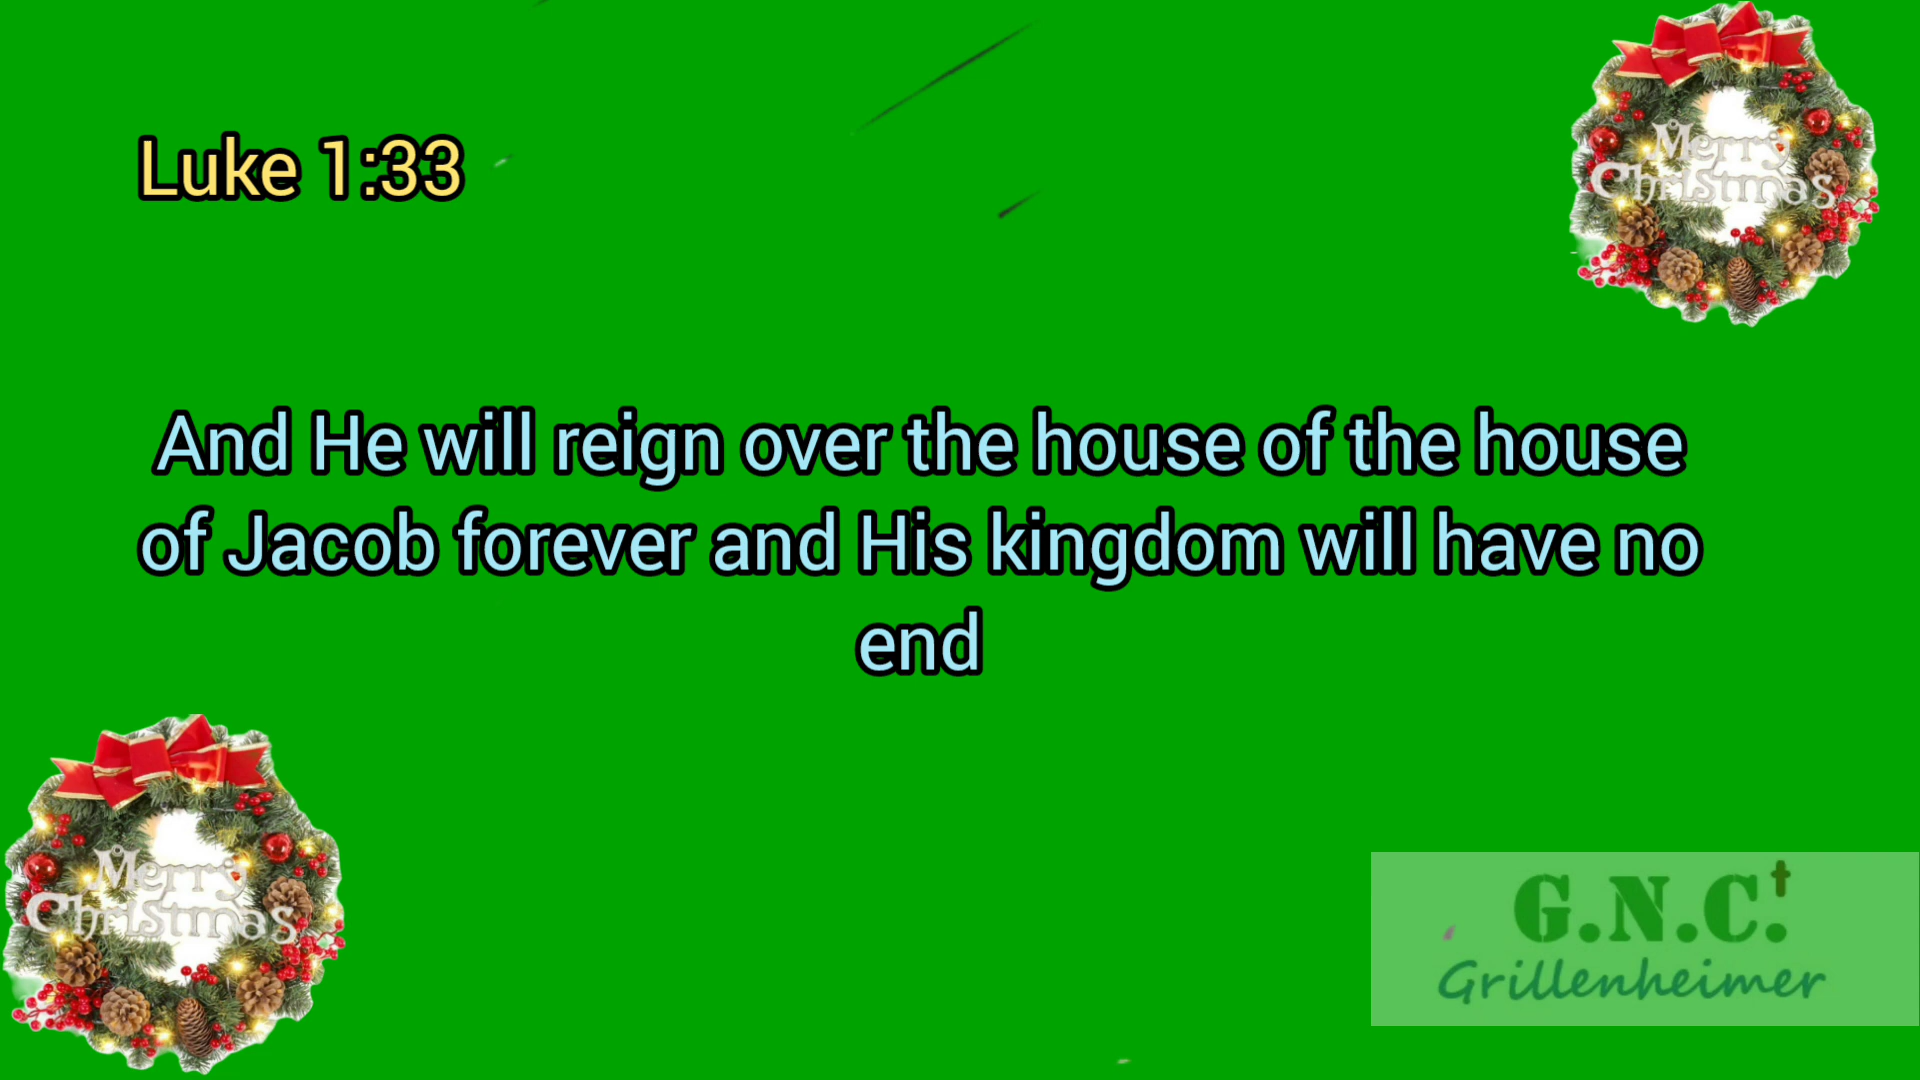 Luke 1:33
Merry
Christmas
And He will reign over the house of the house
of Jacob forever and His kingdom will have no
end
Merry
Christmas
G.N.C.
Grillenheimer